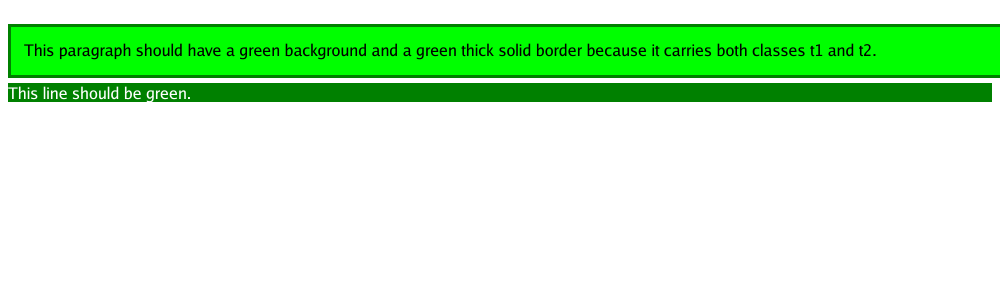 This paragraph should have a green background and a green thick solid border because it carries both classes t1 and t2.
This line should be green.